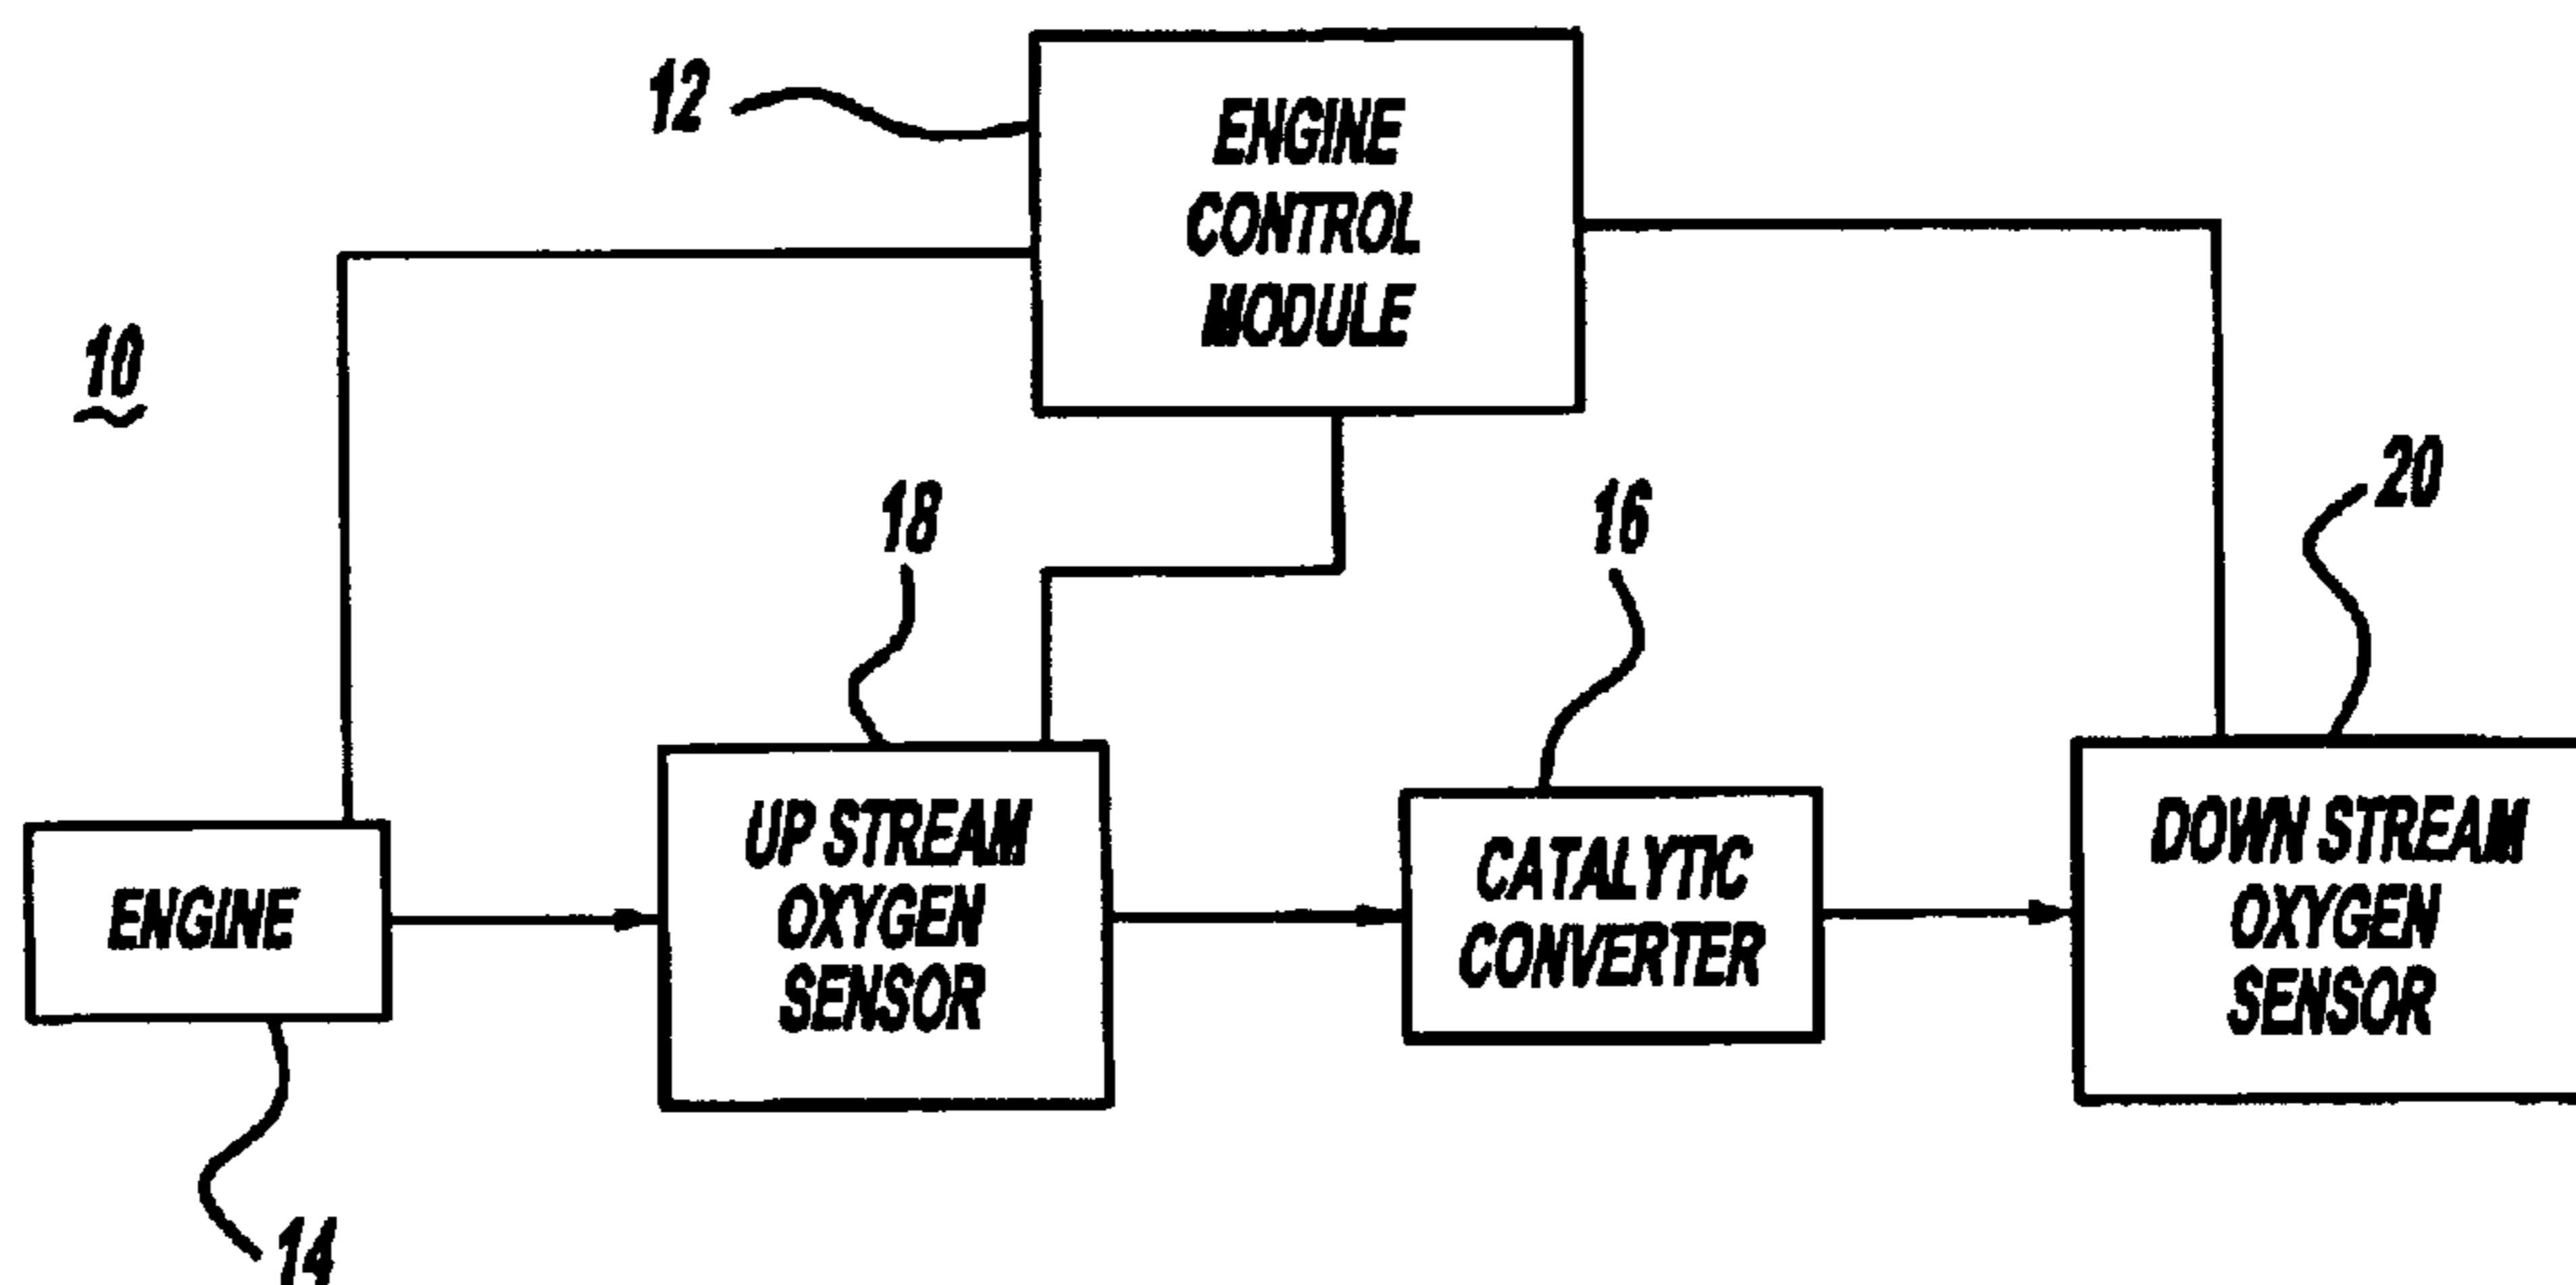 12
ENGINE
CONTROL
MODULE
10
18
16
20
ENGINE
UP STREAM
OXYGEN
SENSOR
CATALYTIC
CONVERTER
DOWN STREAM
OXYGEN
SENSOR
14